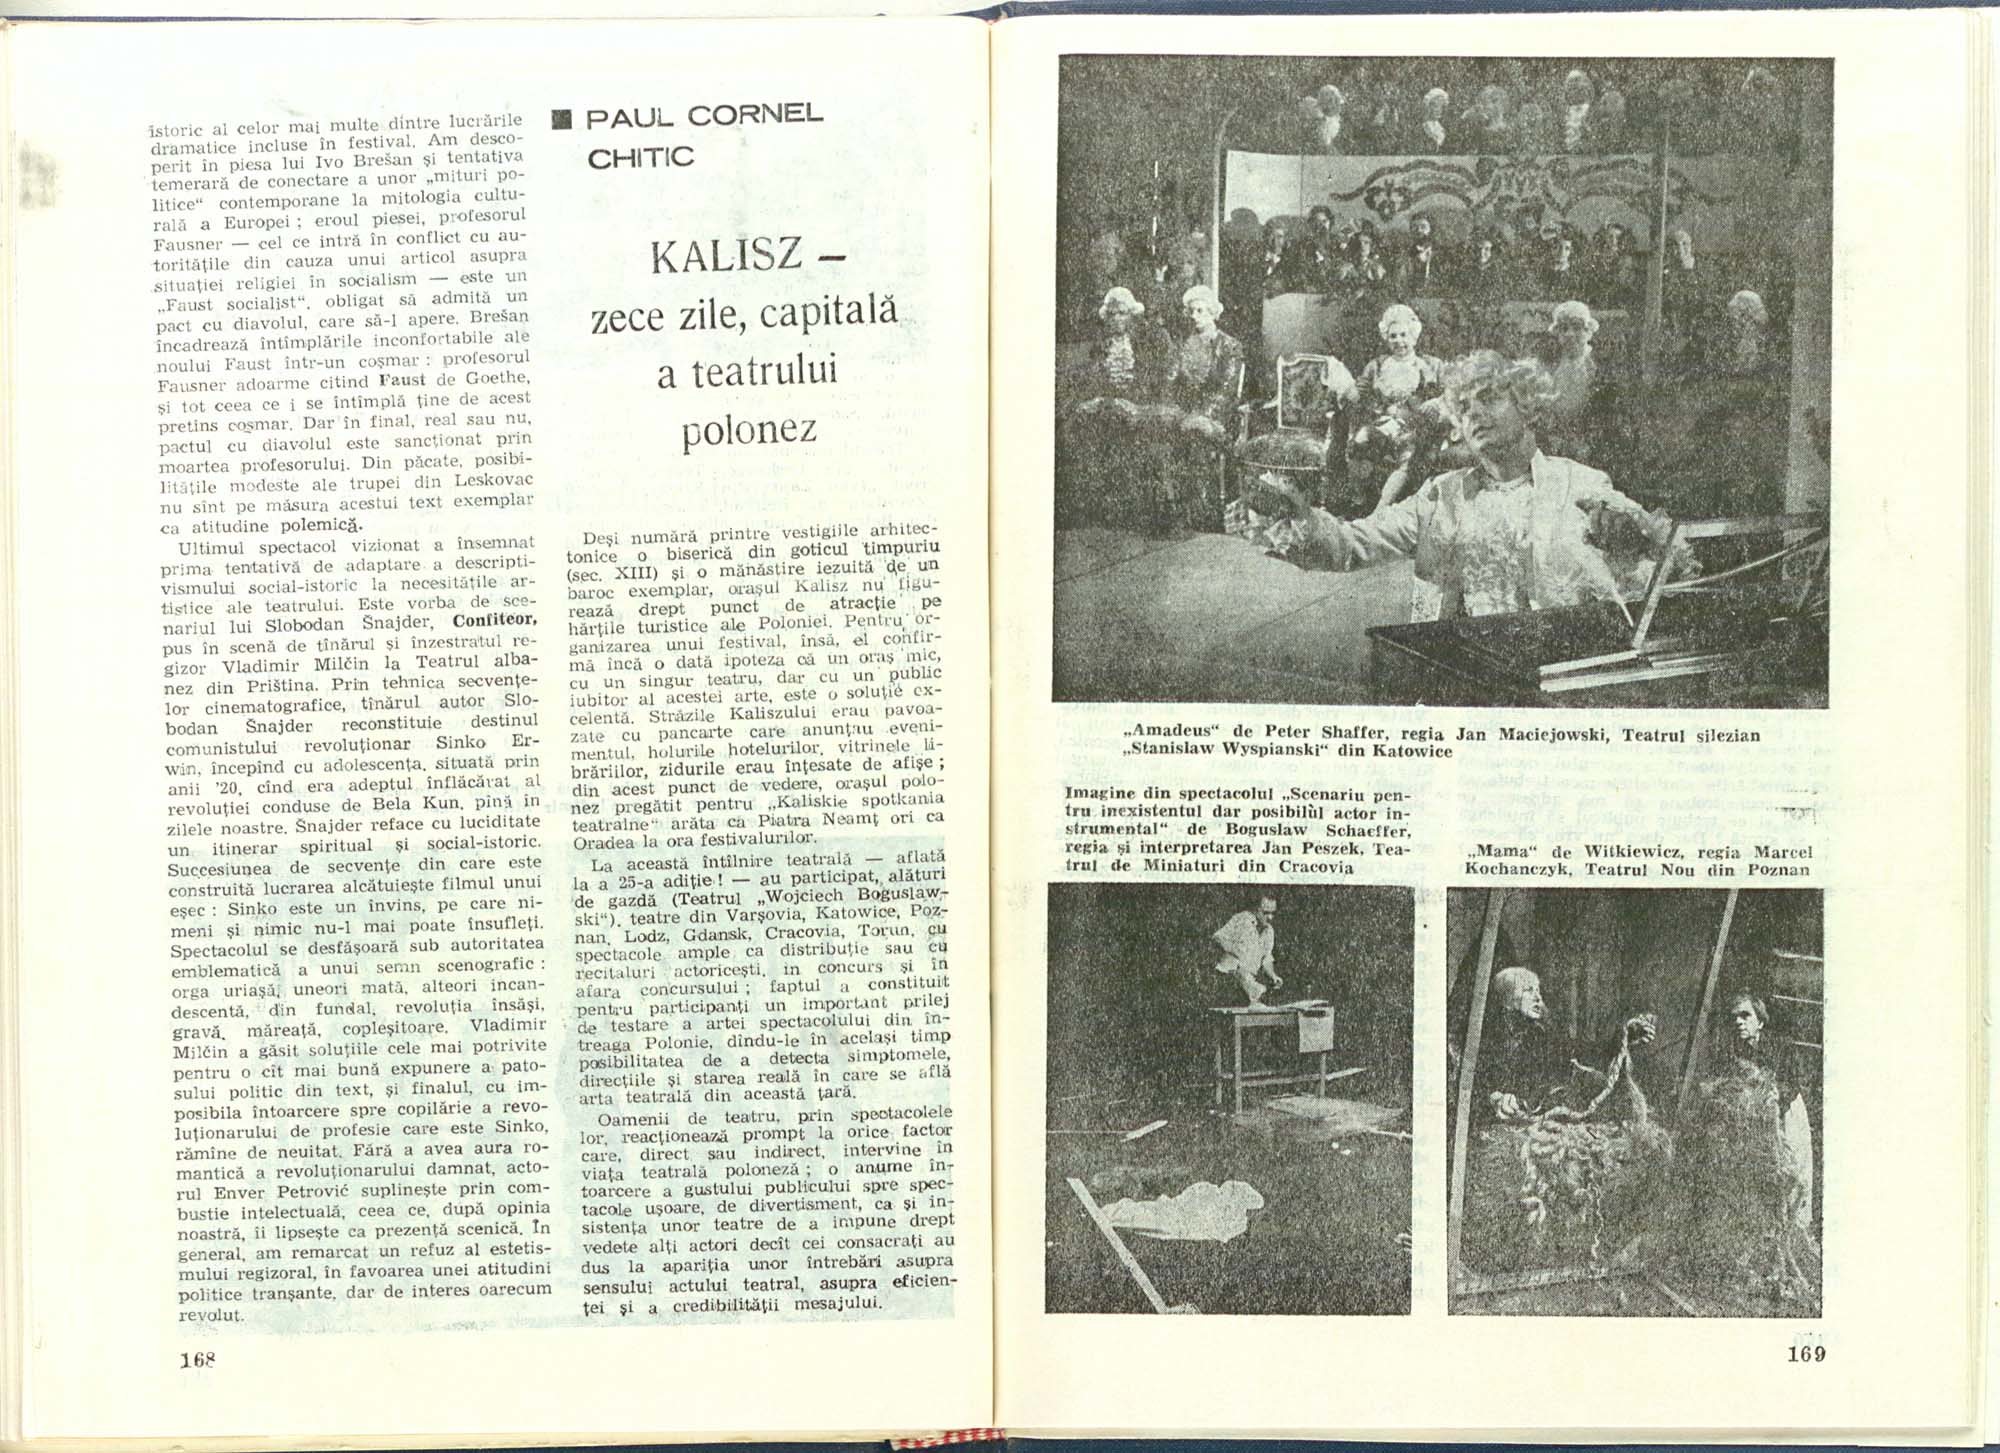 istoric al celor mai multe dintre lucrările
dramatice incluse în festival. Am desco-
perit în piesa lui Ivo Brešan și tentativa
temerară de conectare a unor „mituri po-
litice“ contemporane la mitologia cultu-
rală a Europei ; eroul piesei, profesorul
Fausner — cel ce intră în conflict cu au-
toritățile din cauza unui articol asupra
situației religiei în socialism — este un
„Faust socialist“, obligat să admită un
pact cu diavolul, care să-l apere. Brešan
încadrează întîmplările inconfortabile ale
noului Faust într-un coșmar : profesorul
Fausner adoarme citind Faust de Goethe,
și tot ceea ce i se întîmplă ține de acest
pretins coșmar. Dar în final, real sau nu,
pactul cu diavolul este sancționat prin
moartea profesorului. Din păcate, posibi-
litățile modeste ale trupei din Leskovac
nu sînt pe măsura acestui text exemplar
ca atitudine polemică.
Ultimul spectacol vizionat a însemnat
prima tentativă de adaptare a descripti-
vismului social-istoric la necesitățile ar-
tistice ale teatrului. Este vorba de sce-
nariul lui Slobodan Šnajder, Confiteor,
pus în scenă de tînărul și înzestratul re-
gizor Vladimir Milčin la Teatrul alba-
nez din Priština. Prin tehnica secvențe-
lor cinematografice, tînărul autor Slo-
bodan Šnajder reconstituie destinul
comunistului revoluționar Sinko Er-
win, începînd cu adolescența, situată prin
anii '20, cînd era adeptul înflăcărat al
revoluției conduse de Bela Kun, pînă în
zilele noastre. Šnajder reface cu luciditate
un itinerar spiritual și social-istoric.
Succesiunea de secvențe din care este
construită lucrarea alcătuiește filmul unui
eșec : Sinko este un învins, pe care ni-
meni și nimic nu-l mai poate însufleți.
Spectacolul se desfășoară sub autoritatea
emblematică a unui semn scenografic :
orga uriașă, uneori mată, alteori incan-
descentă, din fundal, revoluția însăși,
gravă, măreață, copleșitoare. Vladimir
Milčin a găsit soluțiile cele mai potrivite
pentru o cît mai bună expunere a pato-
sului politic din text, și finalul, cu im-
posibila întoarcere spre copilărie a revo-
luționarului de profesie care este Sinko,
rămîne de neuitat. Fără a avea aura ro-
mantică a revoluționarului damnat, acto-
rul Enver Petrović suplinește prin com-
bustie intelectuală, ceea ce, după opinia
noastră, îi lipsește ca prezență scenică. În
general, am remarcat un refuz al estetis-
mului regizoral, în favoarea unei atitudini
politice tranșante, dar de interes oarecum
revolut.
168
■ PAUL CORNEL
CHITIC
KALISZ –
zece zile, capitală
a teatrului
polonez
Deși numără printre vestigiile arhitec-
tonice o biserică din goticul timpuriu
(sec. XIII) și o mănăstire iezuită de un
baroc exemplar, orașul Kalisz nu figu-
rează drept punct de atracție pe
hărțile turistice ale Poloniei. Pentru or-
ganizarea unui festival, însă, el confir-
mă încă o dată ipoteza că un oraș mic,
cu un singur teatru, dar cu un public
iubitor al acestei arte, este o soluție ex-
celentă. Străzile Kaliszului erau pavoa-
zate cu pancarte care anunțau eveni-
mentul, holurile hotelurilor, vitrinele li-
brăriilor, zidurile erau înțesate de afișe ;
din acest punct de vedere, orașul polo-
nez pregătit pentru „Kaliskie spotkania
teatralne“ arăta ca Piatra Neamț ori ca
Oradea la ora festivalurilor.
La această întîlnire teatrală — aflată
la a 25-a adiție ! — au participat, alături
de gazdă (Teatrul „Wojciech Boguslaw-
ski“), teatre din Varșovia, Katowice, Poz-
nan, Lodz, Gdansk, Cracovia, Torun, cu
spectacole ample ca distribuție sau cu
recitaluri actoricești, în concurs și în
afara concursului ; faptul a constituit
pentru participanți un important prilej
de testare a artei spectacolului din în-
treaga Polonie, dîndu-le în același timp
posibilitatea de a detecta simptomele,
direcțiile și starea reală în care se află
arta teatrală din această țară.
Oamenii de teatru, prin spectacolele
lor, reacționează prompt la orice factor
care, direct sau indirect, intervine în
viața teatrală poloneză ; o anume în-
toarcere a gustului publicului spre spec-
tacole ușoare, de divertisment, ca și in-
sistența unor teatre de a impune drept
vedete alți actori decît cei consacrați au
dus la apariția unor întrebări asupra
sensului actului teatral, asupra eficien-
ței și a credibilității mesajului.
„Amadeus“ de Peter Shaffer, regia Jan Maciejowski, Teatrul silezian
„Stanislaw Wyspianski“ din Katowice
Imagine din spectacolul „Scenariu pen-
tru inexistentul dar posibilul actor in-
strumental“ de Boguslaw Schaeffer,
regia și interpretarea Jan Peszek, Tea-
trul de Miniaturi din Cracovia
„Mama“ de Witkiewicz, regia Marcel
Kochanczyk, Teatrul Nou din Poznan
169